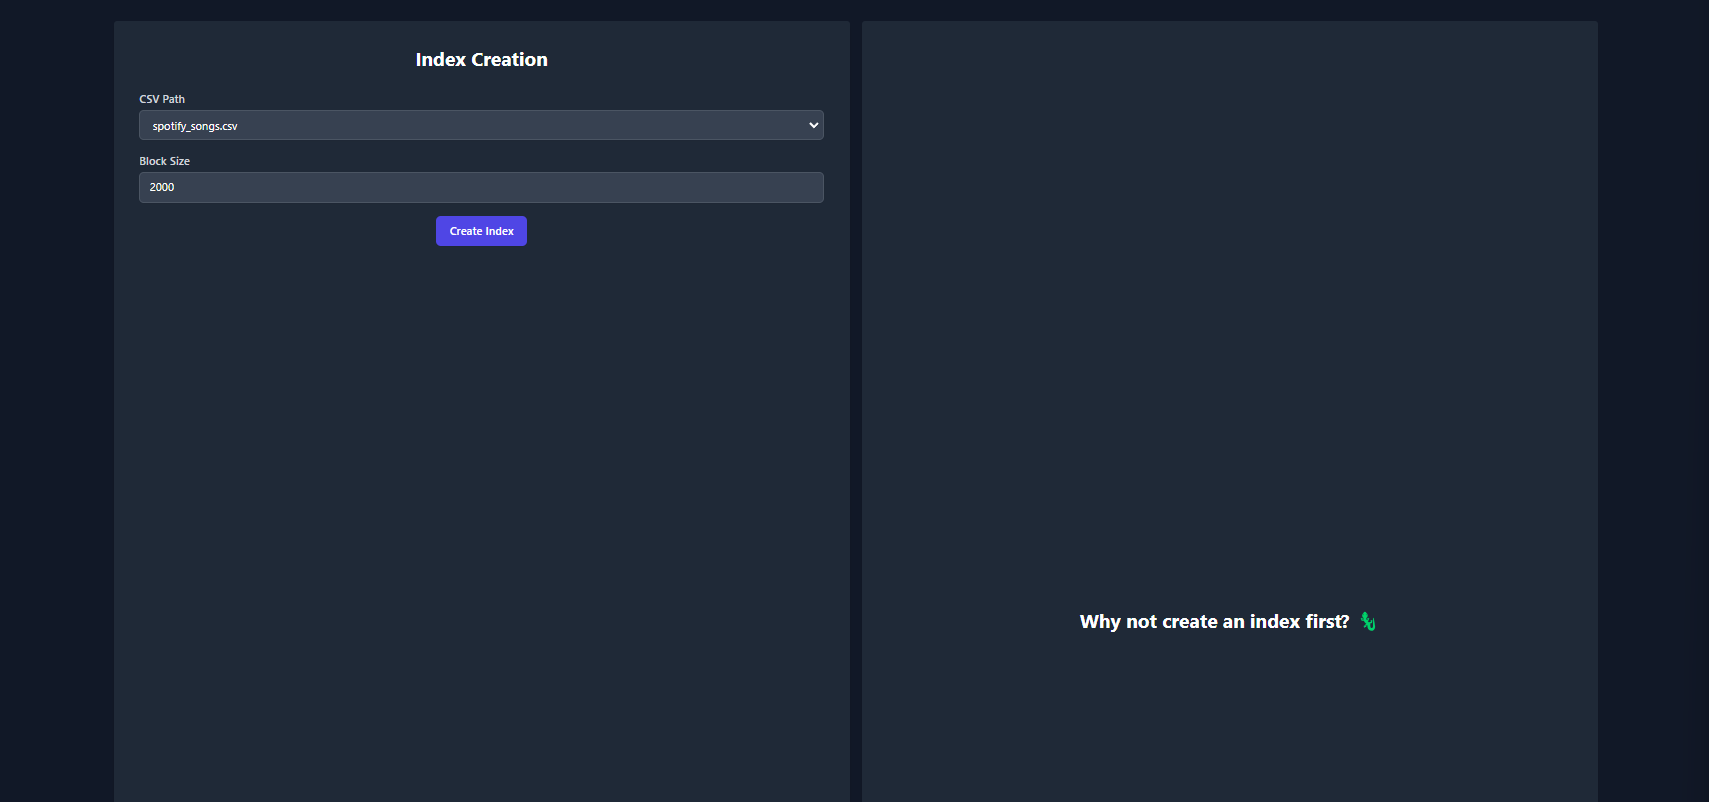 Index Creation
CSV Path
spotify_songs.csv
Block Size
2000
Create Index
Why not create an index first? 🦎